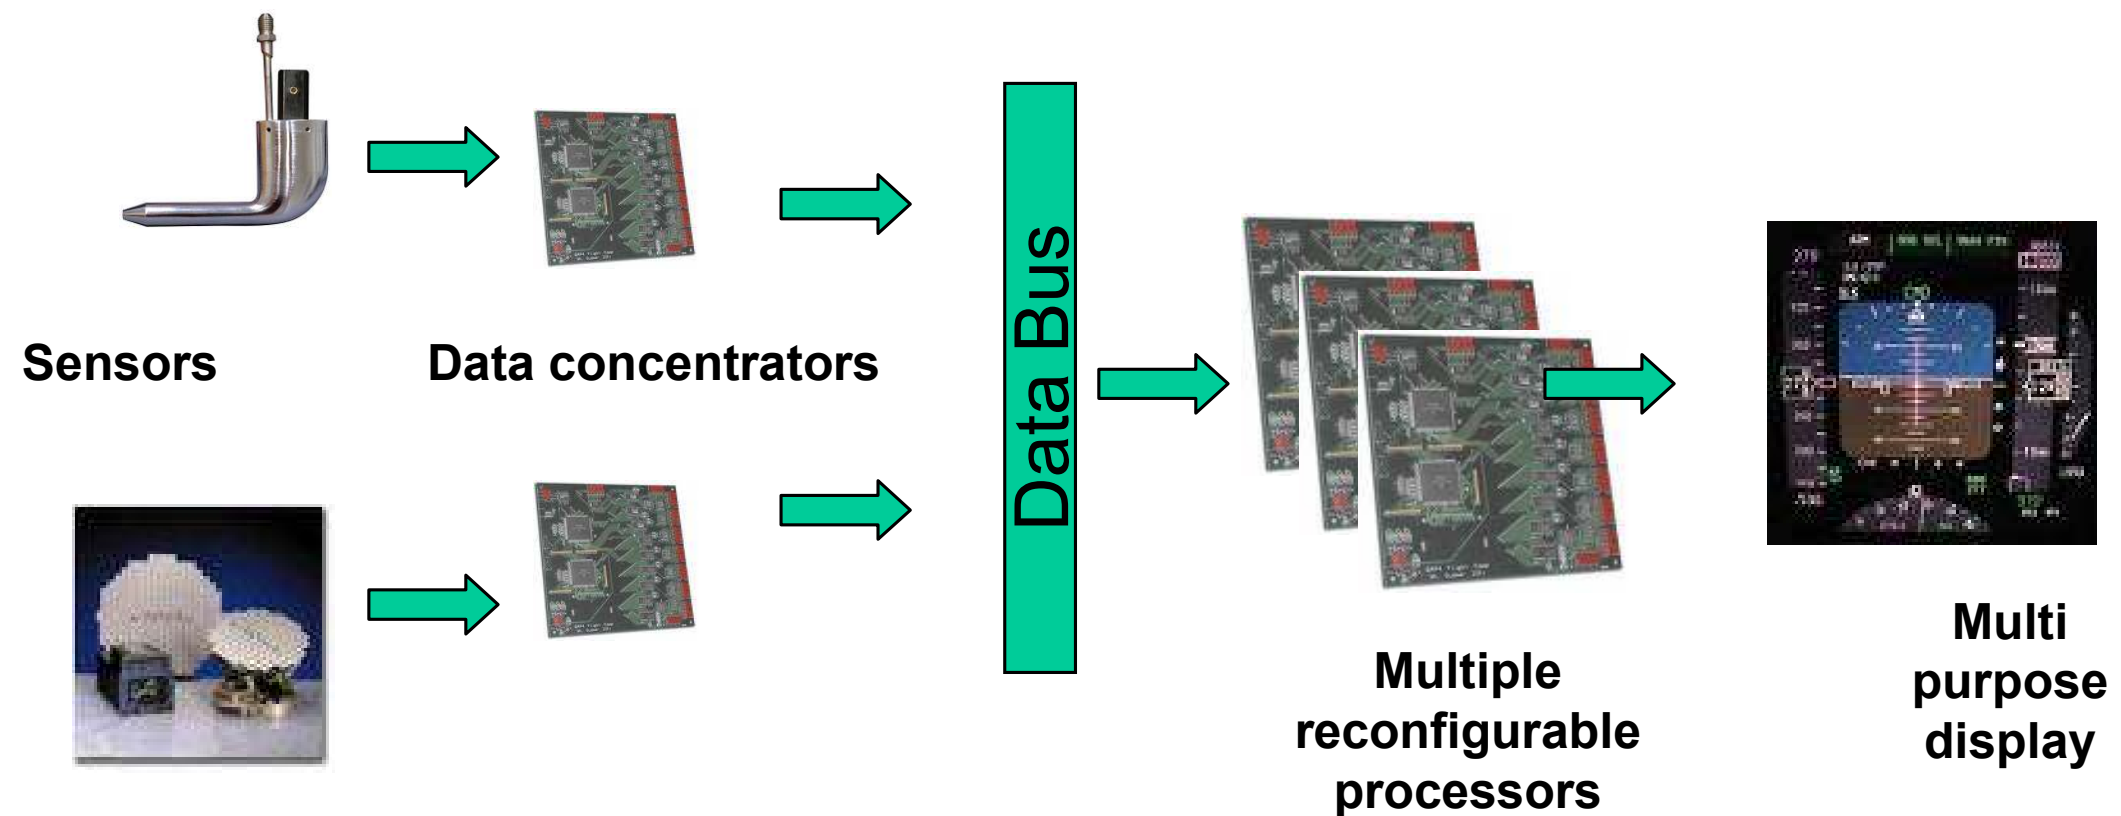 Sensors
Data concentrators
Data Bus
Multiple
reconfigurable
processors
Multi
purpose
display